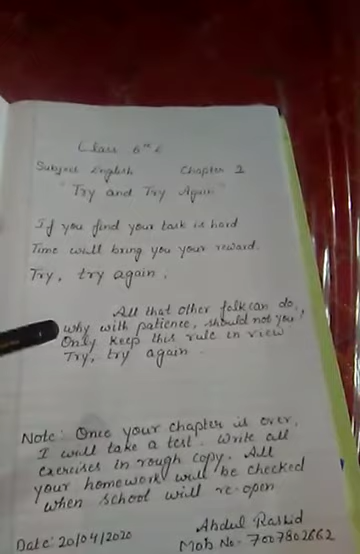 Class 6th E
Subject English Chapter 2
"Try and Try Again"
If you find your task is hard
Time will bring you your reward.
Try, try again.
All that other folk can do,
why with patience, should not you!
Only keep this rule in view
Try, try again.
Note: Once your chapter is over,
I will take a test. Write all
exercises in rough copy. All
your homework will be checked
when school will re-open
Abdul Rashid
Date: 20/04/2020 Mob No: 7007802662